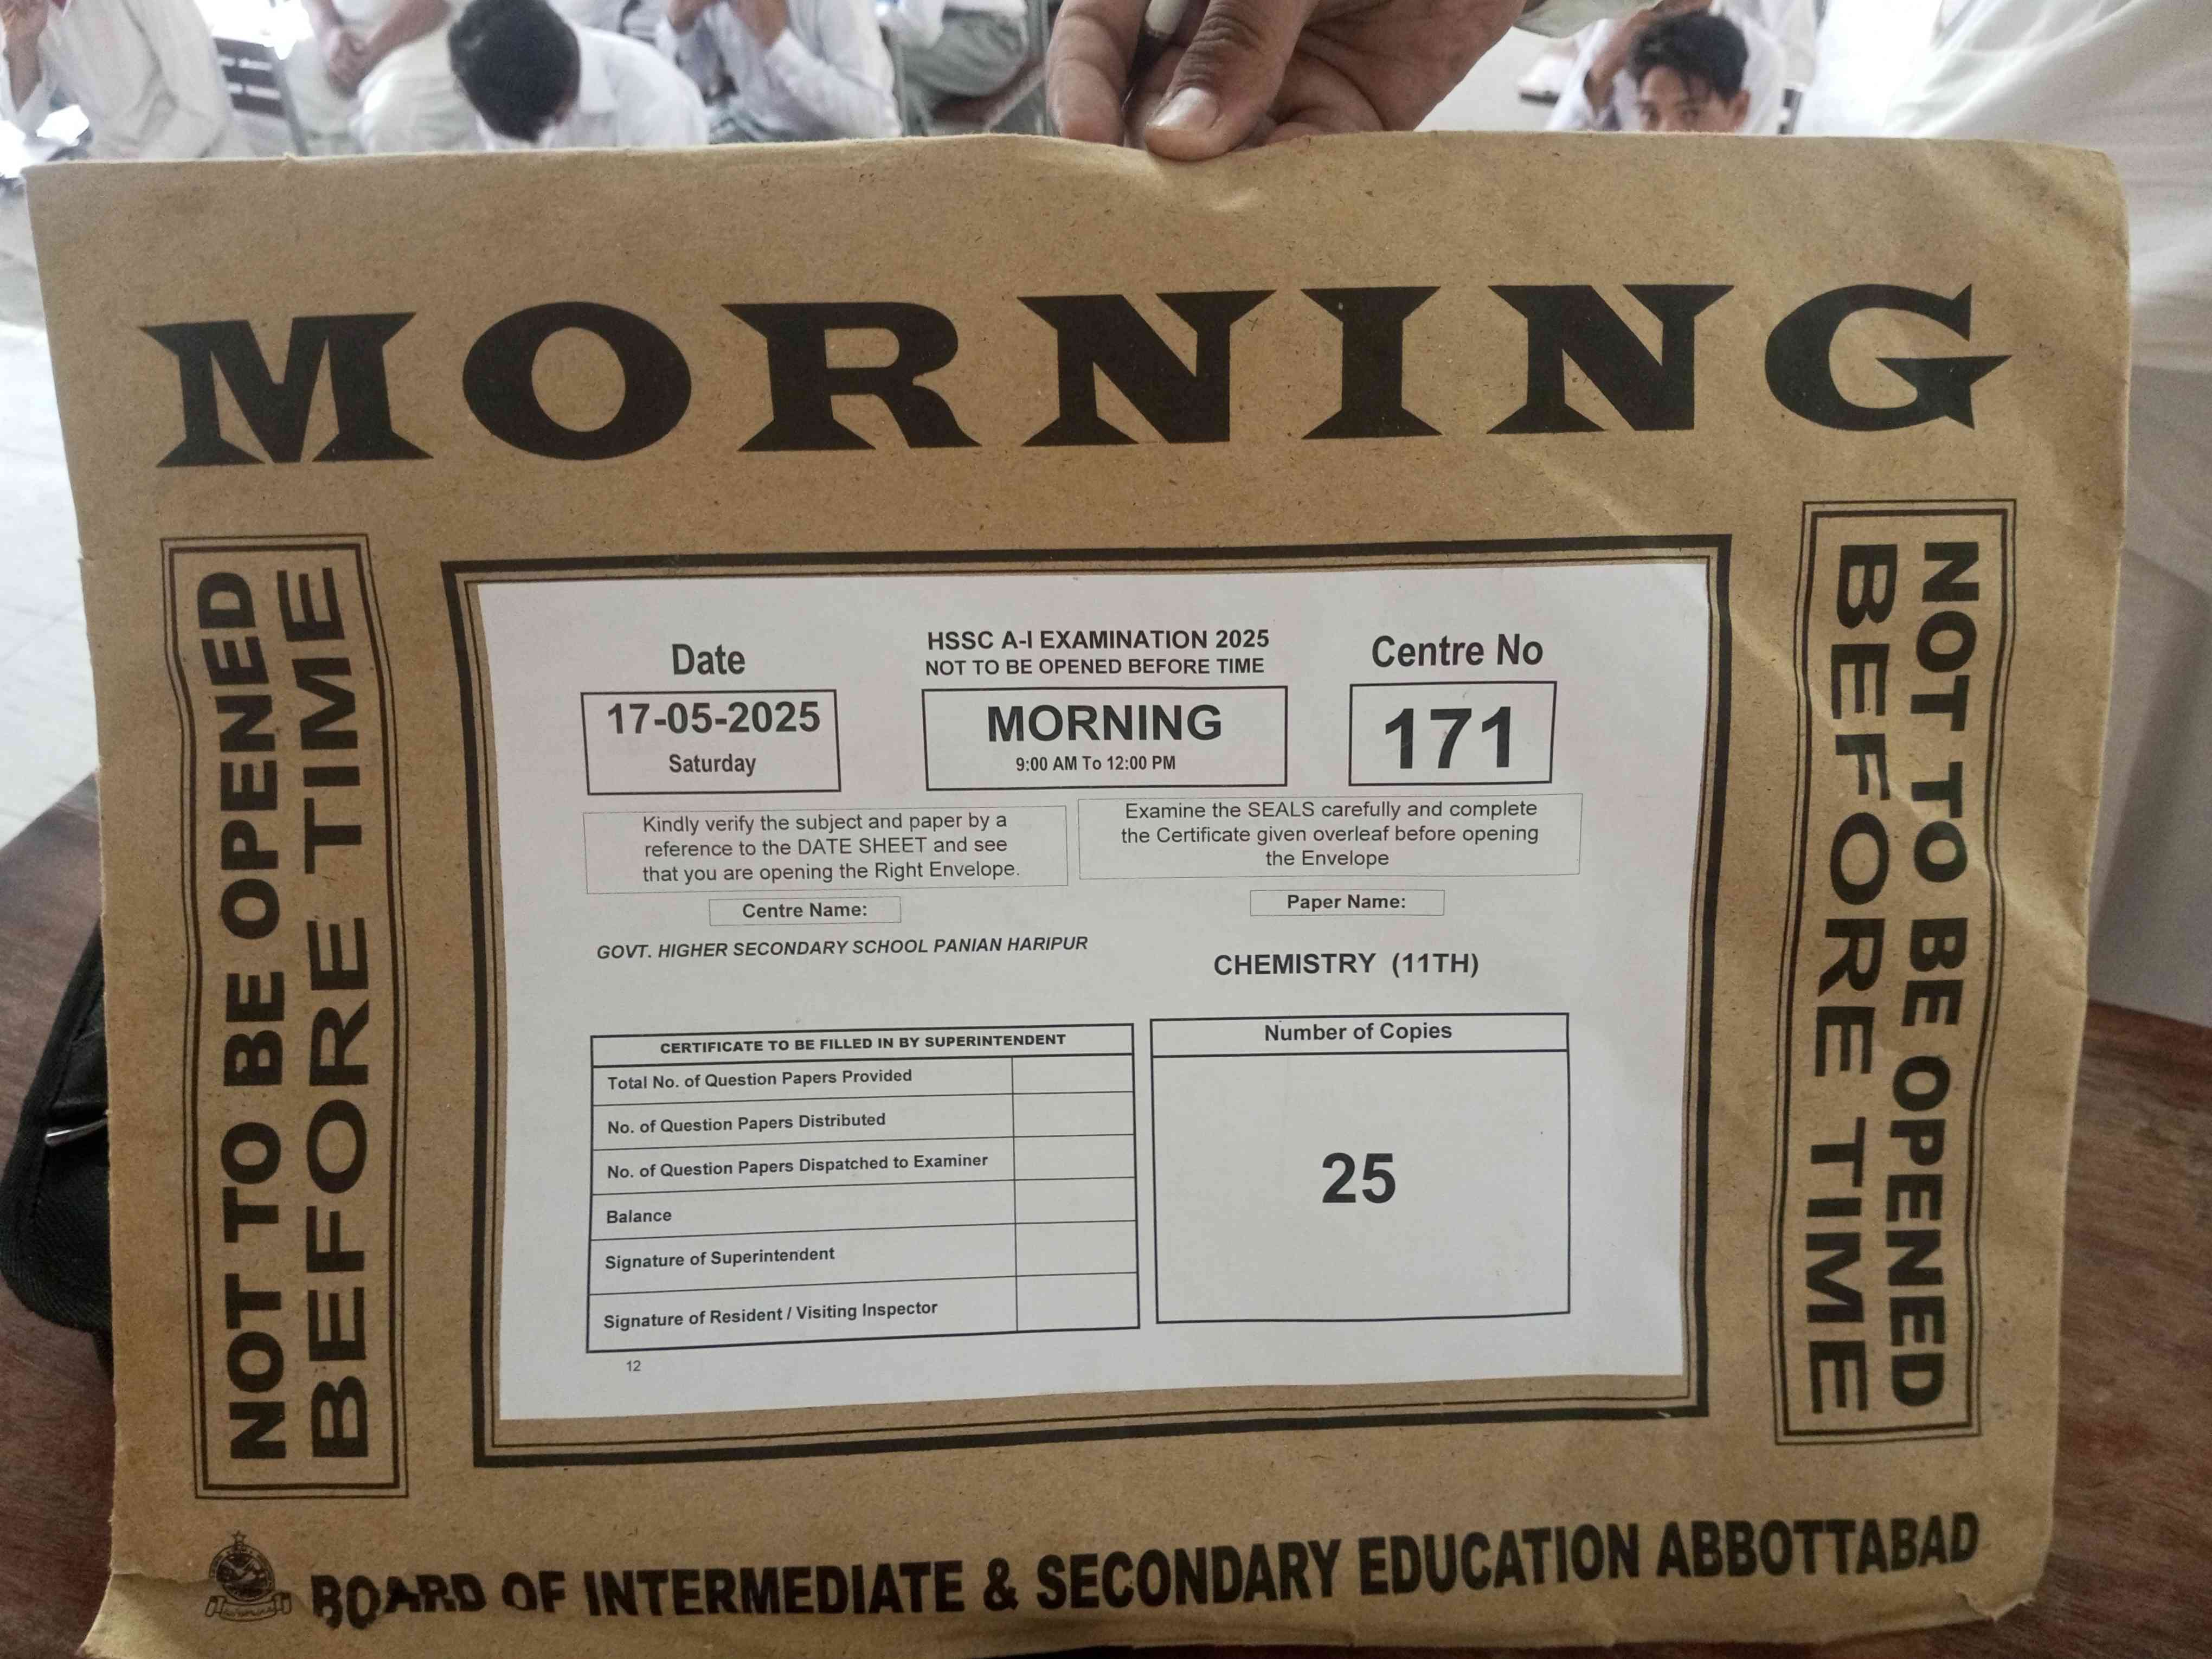 MORNING
NOT TO BE OPENED
BEFORE TIME
Date
17-05-2025
Saturday
HSSC A-I EXAMINATION 2025
NOT TO BE OPENED BEFORE TIME
MORNING
9:00 AM To 12:00 PM
Centre No
171
Kindly verify the subject and paper by a
reference to the DATE SHEET and see
that you are opening the Right Envelope.
Examine the SEALS carefully and complete
the Certificate given overleaf before opening
the Envelope
Centre Name:
GOVT. HIGHER SECONDARY SCHOOL PANIAN HARIPUR
Paper Name:
CHEMISTRY (11TH)
CERTIFICATE TO BE FILLED IN BY SUPERINTENDENT
Total No. of Question Papers Provided
No. of Question Papers Distributed
No. of Question Papers Dispatched to Examiner
Balance
Signature of Superintendent
Signature of Resident / Visiting Inspector
12
Number of Copies
25
NOT TO BE OPENED
BEFORE TIME
BOARD OF INTERMEDIATE & SECONDARY EDUCATION ABBOTTABAD